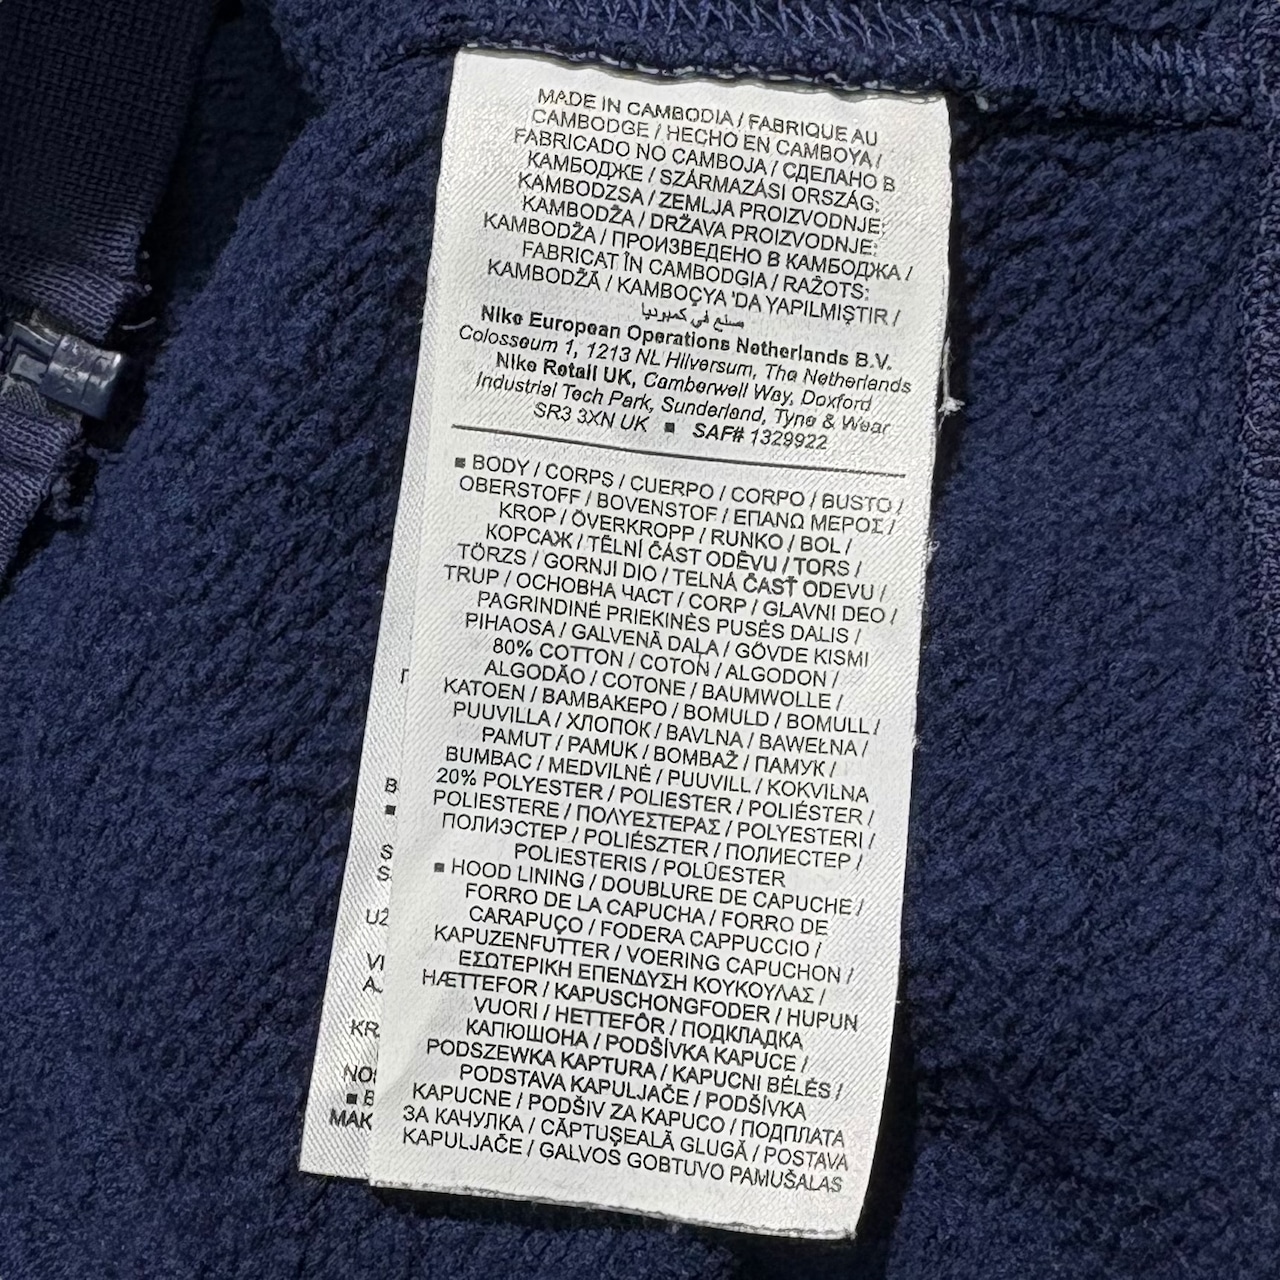 MADE IN CAMBODIA / FABRIQUE AU
CAMBODGE / HECHO EN CAMBOYA /
FABRICADO NO CAMBOJA / СДЕЛАНО В
КАМБОДЖЕ / SZÁRMAZÁSI ORSZÁG:
KAMBODZSA / ZEMLJA PROIZVODNJE:
KAMBODŽA / DRŽAVA PROIZVODNJE:
KAMBODŽA / ПРОИЗВЕДЕНО В КАМБОДЖА /
FABRICAT ÎN CAMBODGIA / RAŽOTS:
KAMBODŽĀ / KAMBOÇYA 'DA YAPILMIŞTIR /
صنع في كمبوديا
Nike European Operations Netherlands B.V.
Colosseum 1, 1213 NL Hilversum, The Netherlands
Nike Retail UK, Camberwell Way, Doxford
Industrial Tech Park, Sunderland, Tyne & Wear
SR3 3XN UK ■ SAF# 1329922
■ BODY / CORPS / CUERPO / CORPO / BUSTO /
OBERSTOFF / BOVENSTOF / ΕΠΑΝΩ ΜΕΡΟΣ /
KROP / ÖVERKROPP / RUNKO / BOL /
КОРСАЖ / TĚLNÍ ČÁST ODĚVU / TORS /
TÖRZS / GORNJI DIO / TELNÁ ČASŤ ODEVU /
TRUP / ОСНОВНА ЧАСТ / CORP / GLAVNI DEO /
PAGRINDINĖ PRIEKINĖS PUSĖS DALIS /
PIHAOSA / GALVENĀ DAĻA / GÖVDE KISMI
80% COTTON / COTON / ALGODON /
ALGODÃO / COTONE / BAUMWOLLE /
KATOEN / ΒΑΜΒΑΚΕΡΟ / BOMULD / BOMULL /
PUUVILLA / ХЛОПОК / BAVLNA / BAWEŁNA /
PAMUT / PAMUK / BOMBAŽ / ПАМУК /
BUMBAC / MEDVILNĖ / PUUVILL / KOKVILNA
20% POLYESTER / POLIESTER / POLIÉSTER /
POLIESTERE / ΠΟΛΥΕΣΤΕΡΑΣ / POLYESTERI /
ПОЛИЭСТЕР / POLIÉSZTER / ПОЛИЕСТЕР /
POLIESTERIS / POLÜESTER
■ HOOD LINING / DOUBLURE DE CAPUCHE /
FORRO DE LA CAPUCHA / FORRO DE
CARAPUÇO / FODERA CAPPUCCIO /
KAPUZENFUTTER / VOERING CAPUCHON /
ΕΣΩΤΕΡΙΚΗ ΕΠΕΝΔΥΣΗ ΚΟΥΚΟΥΛΑΣ /
HÆTTEFOR / KAPUSCHONGFODER / HUPUN
VUORI / HETTEFÔR / ПОДКЛАДКА
КАПЮШОНА / PODŠÍVKA KAPUCE /
PODSZEWKA KAPTURA / KAPUCNI BÉLÉS /
PODSTAVA KAPULJAČE / PODŠÍVKA
KAPUCNE / PODŠIV ZA KAPUCO / ПОДПЛАТА
ЗА КАЧУЛКА / CĂPTUŞEALĂ GLUGĂ / POSTAVA
KAPULJAČE / GALVOS GOBTUVO PAMUŠALAS